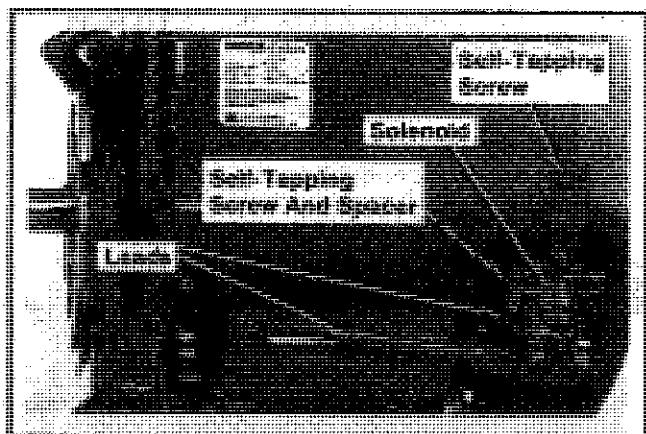 Self-Tapping
Screw
Solenoid
Self-Tapping
Screw And Spacer
Leads